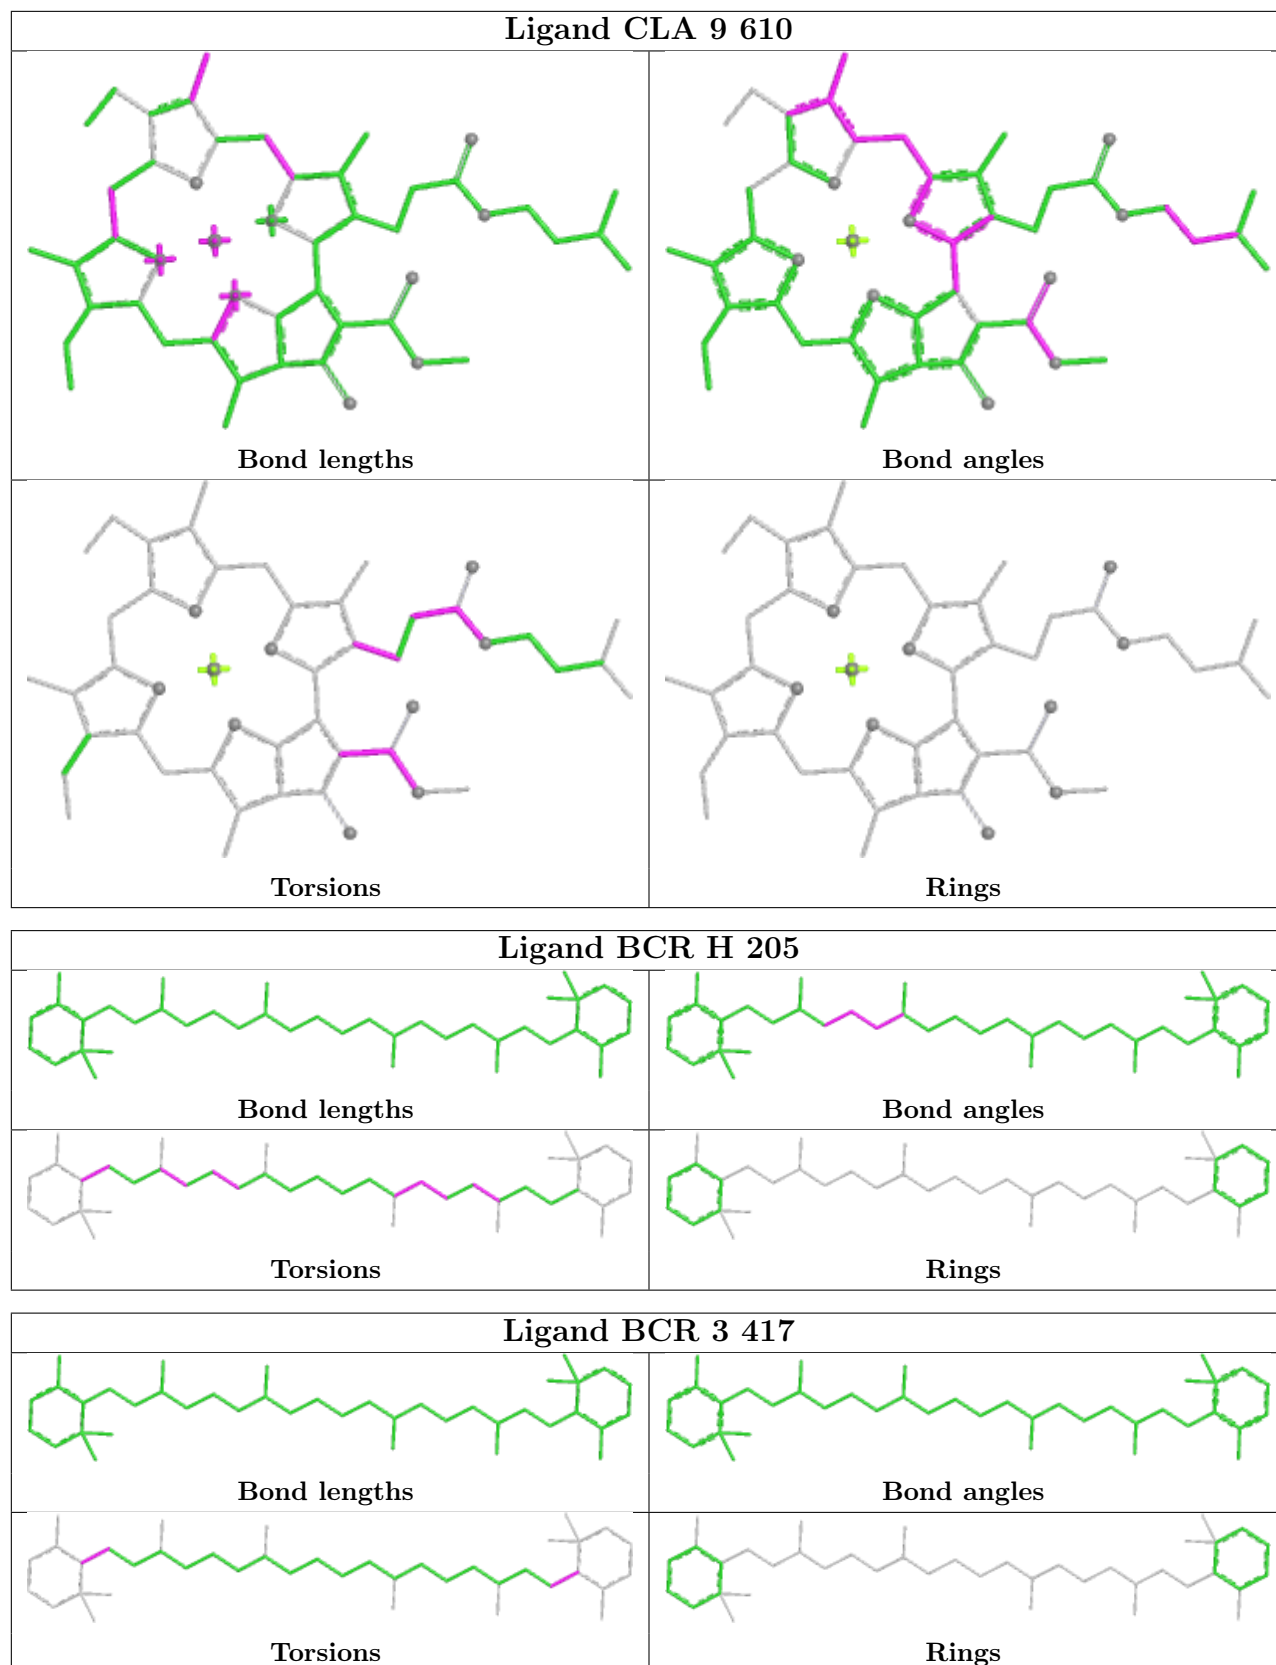 Ligand CLA 9 610
Bond lengths
Bond angles
Torsions
Rings
Ligand BCR H 205
Bond lengths
Bond angles
Torsions
Rings
Ligand BCR 3 417
Bond lengths
Bond angles
Torsions
Rings